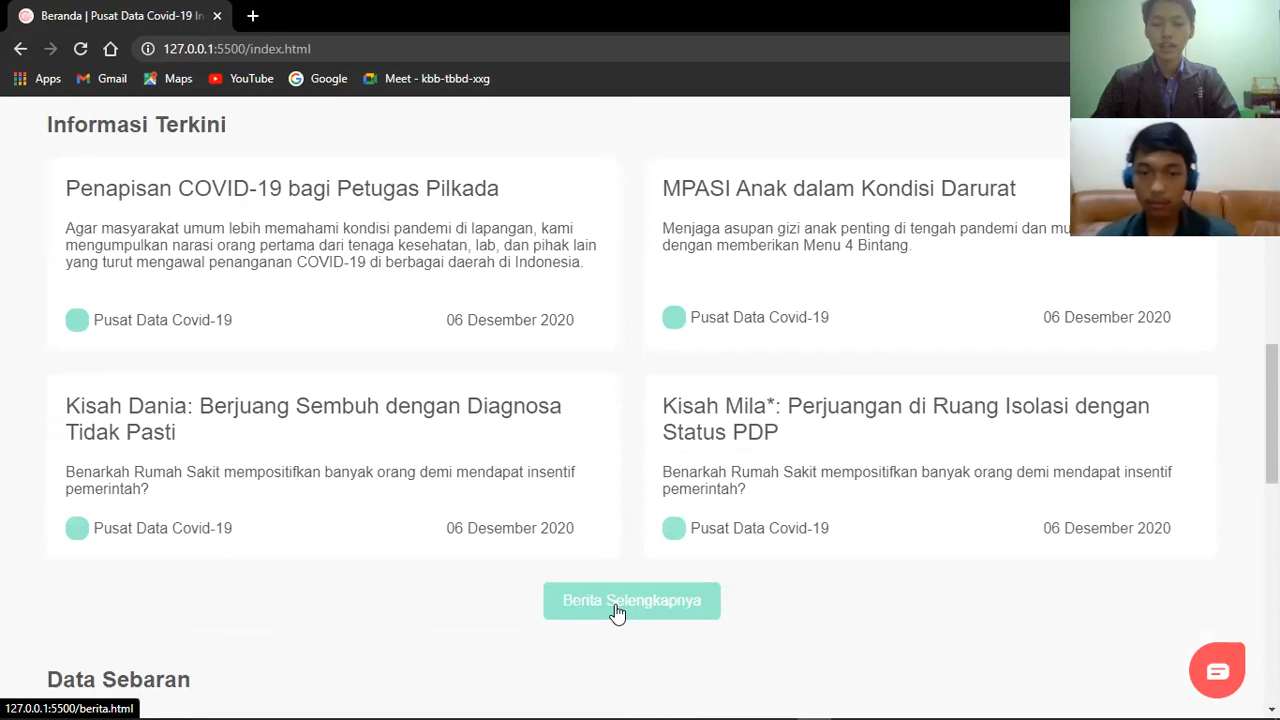 Beranda | Pusat Data Covid-19 In
127.0.0.1:5500/index.html
Apps
Gmail
Maps
YouTube
Google
Meet - kbb-tbbd-xxg
Informasi Terkini
Penapisan COVID-19 bagi Petugas Pilkada
Agar masyarakat umum lebih memahami kondisi pandemi di lapangan, kami
mengumpulkan narasi orang pertama dari tenaga kesehatan, lab, dan pihak lain
yang turut mengawal penanganan COVID-19 di berbagai daerah di Indonesia.
Pusat Data Covid-19
06 Desember 2020
MPASI Anak dalam Kondisi Darurat
Menjaga asupan gizi anak penting di tengah pandemi dan
dengan memberikan Menu 4 Bintang.
Pusat Data Covid-19
06 Desember 2020
Kisah Dania: Berjuang Sembuh dengan Diagnosa
Tidak Pasti
Benarkah Rumah Sakit mempositifkan banyak orang demi mendapat insentif
pemerintah?
Pusat Data Covid-19
06 Desember 2020
Kisah Mila*: Perjuangan di Ruang Isolasi dengan
Status PDP
Benarkah Rumah Sakit mempositifkan banyak orang demi mendapat insentif
pemerintah?
Pusat Data Covid-19
06 Desember 2020
Berita Selengkapnya
Data Sebaran
127.0.0.1:5500/berita.html